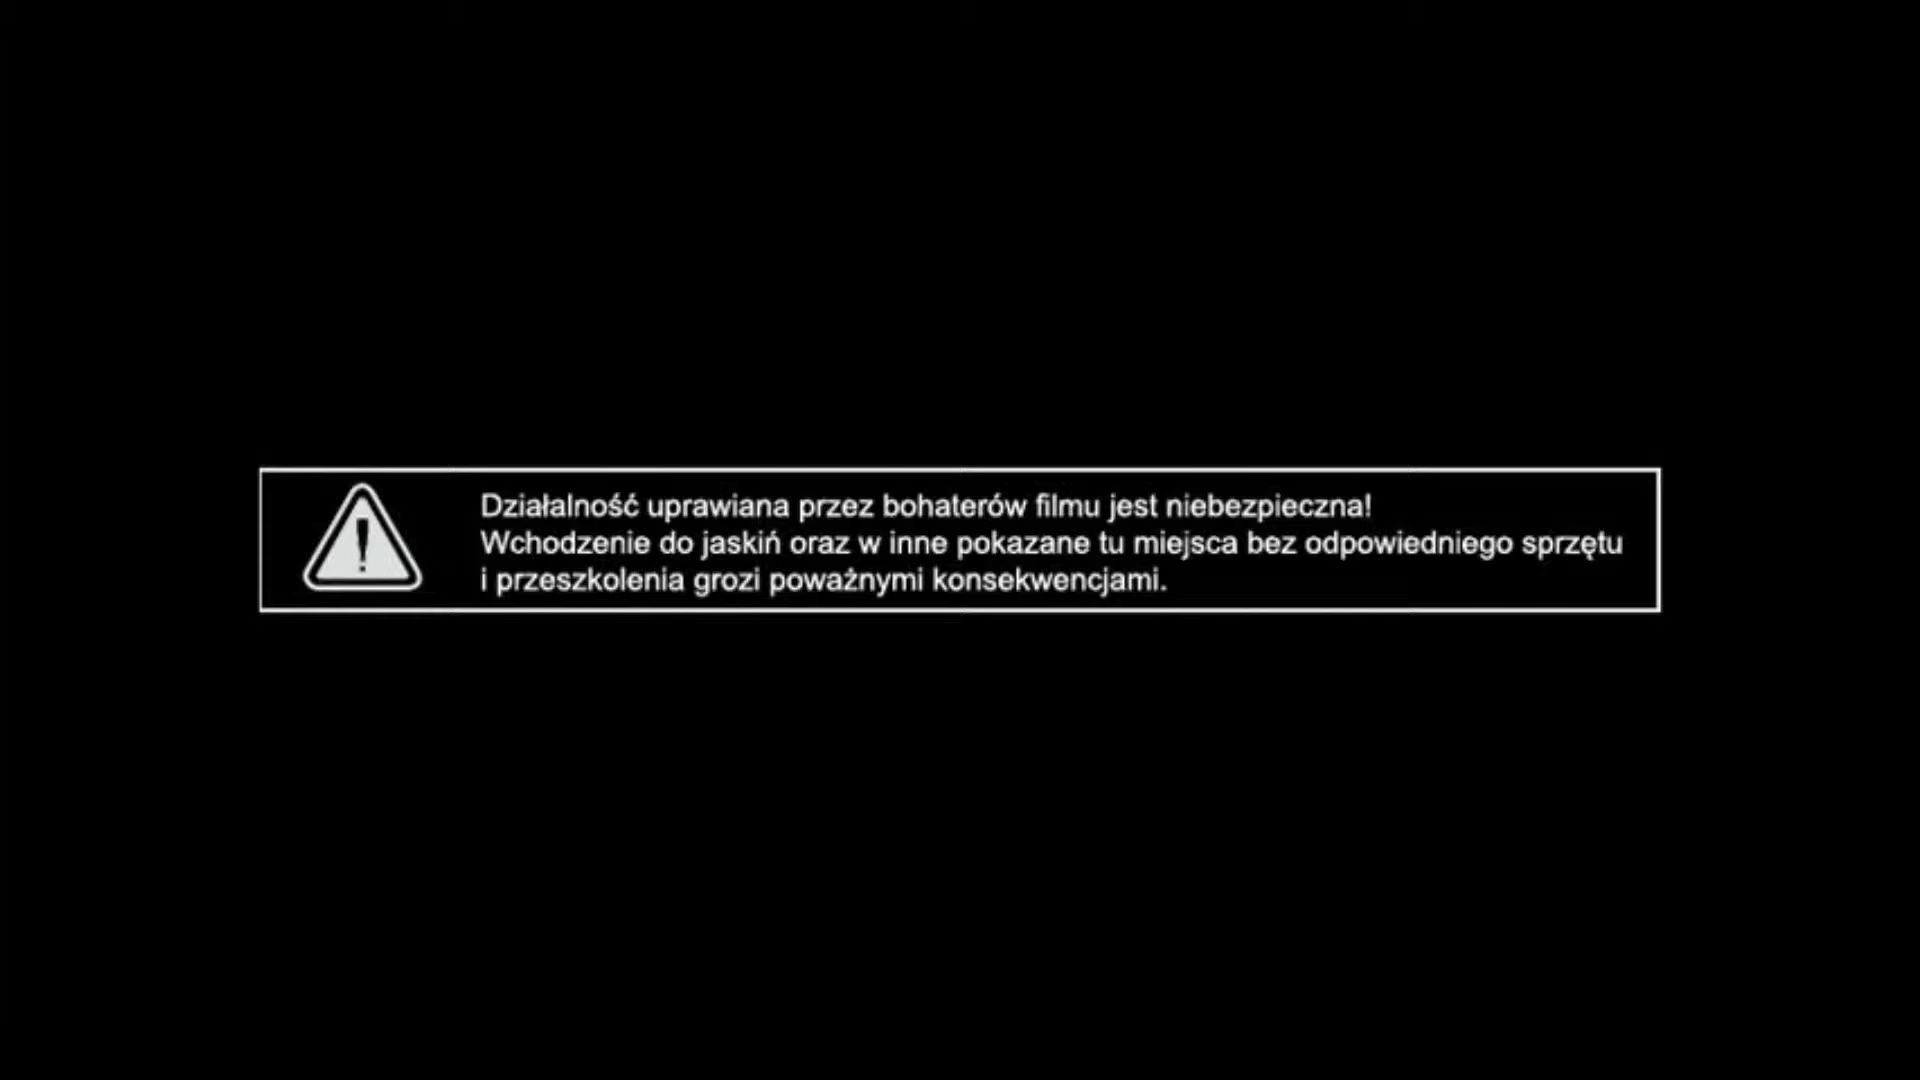 Działalność uprawiana przez bohaterów filmu jest niebezpieczna!
Wchodzenie do jaskiń oraz w inne pokazane tu miejsca bez odpowiedniego sprzętu
i przeszkolenia grozi poważnymi konsekwencjami.